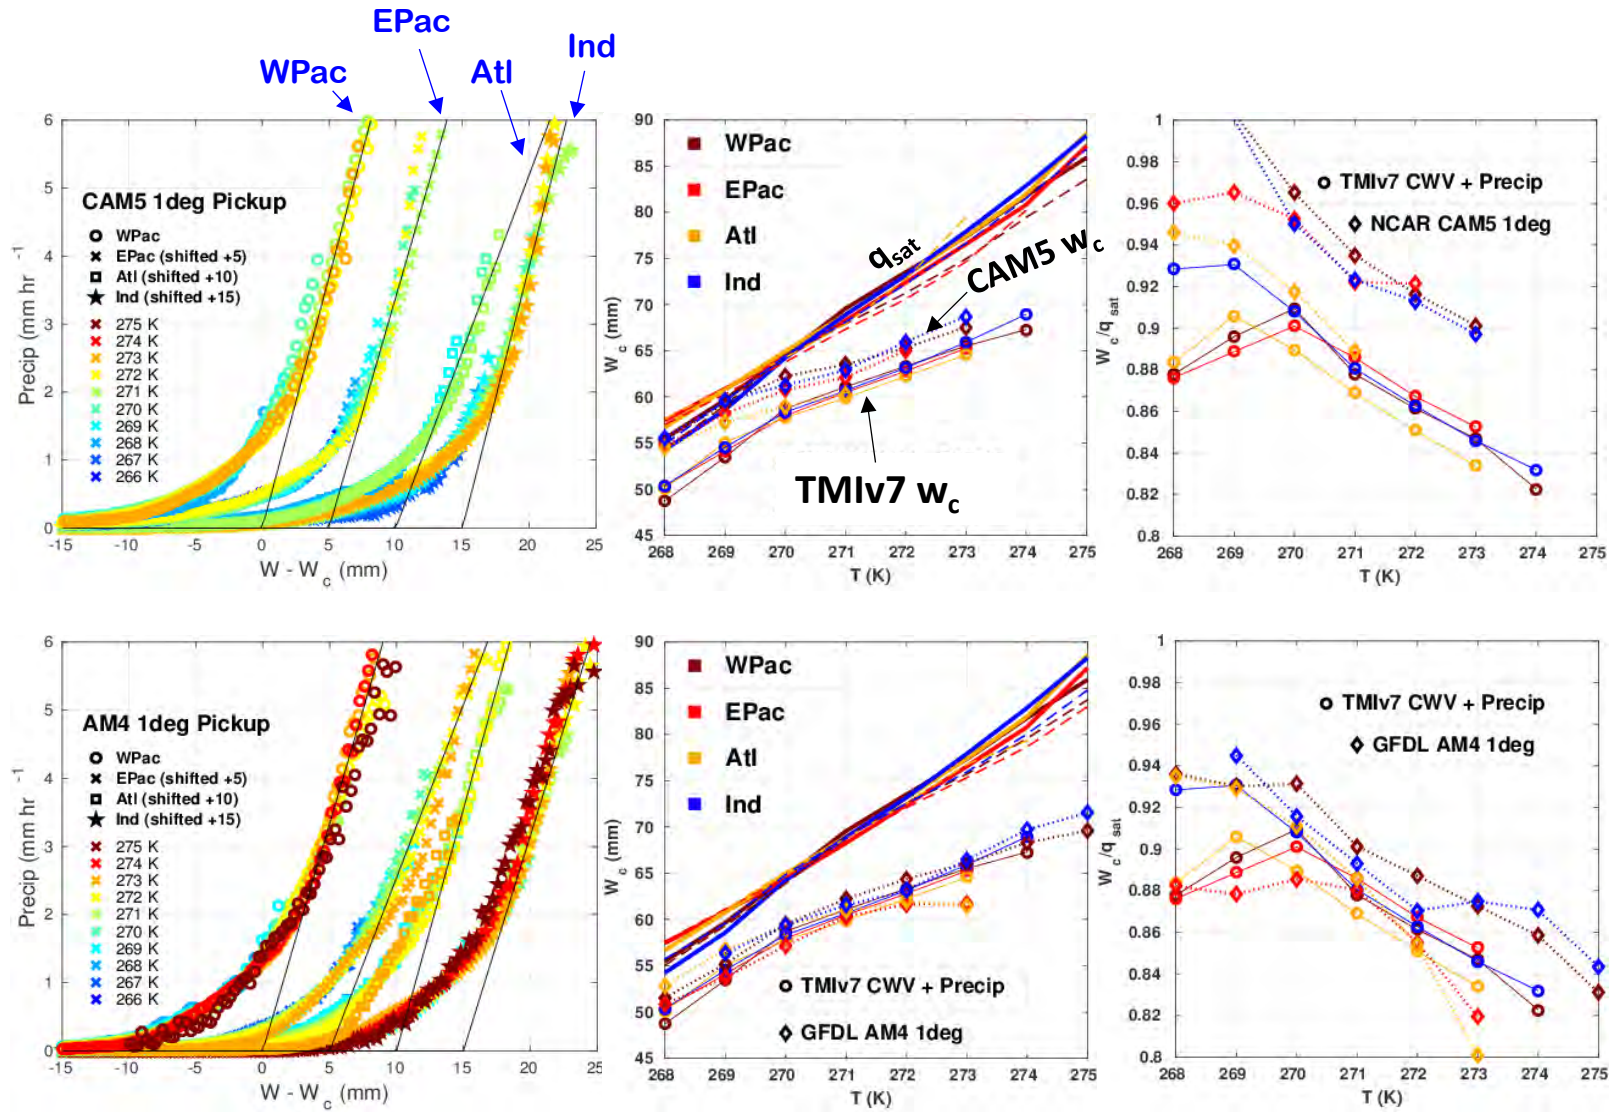 EPac
Ind
WPac
Atl
CAM5 1deg Pickup
WPac
EPac (shifted +5)
Atl (shifted +10)
Ind (shifted +15)
275 K
274 K
273 K
272 K
271 K
270 K
269 K
268 K
267 K
266 K
Precip (mm hr -1
6
5
4
3
2
1
0
-15
-10
-5
0
5
10
15
20
25
W - Wc (mm)
90
85
80
75
70
65
60
55
50
45
Wc (mm)
WPac
EPac
Atl
Ind
qsat
CAM5 wc
TMIv7 wc
268
269
270
271
272
273
274
275
T (K)
1
0.98
0.96
0.94
0.92
0.9
0.88
0.86
0.84
0.82
0.8
Wc/qsat
TMIv7 CWV + Precip
NCAR CAM5 1deg
268
269
270
271
272
273
274
275
T (K)
AM4 1deg Pickup
WPac
EPac (shifted +5)
Atl (shifted +10)
Ind (shifted +15)
275 K
274 K
273 K
272 K
271 K
270 K
269 K
268 K
267 K
266 K
Precip (mm hr -1
6
5
4
3
2
1
0
-15
-10
-5
0
5
10
15
20
25
W - Wc (mm)
90
85
80
75
70
65
60
55
50
45
Wc (mm)
WPac
EPac
Atl
Ind
TMIv7 CWV + Precip
GFDL AM4 1deg
268
269
270
271
272
273
274
275
T (K)
1
0.98
0.96
0.94
0.92
0.9
0.88
0.86
0.84
0.82
0.8
Wc/qsat
TMIv7 CWV + Precip
GFDL AM4 1deg
268
269
270
271
272
273
274
275
T (K)